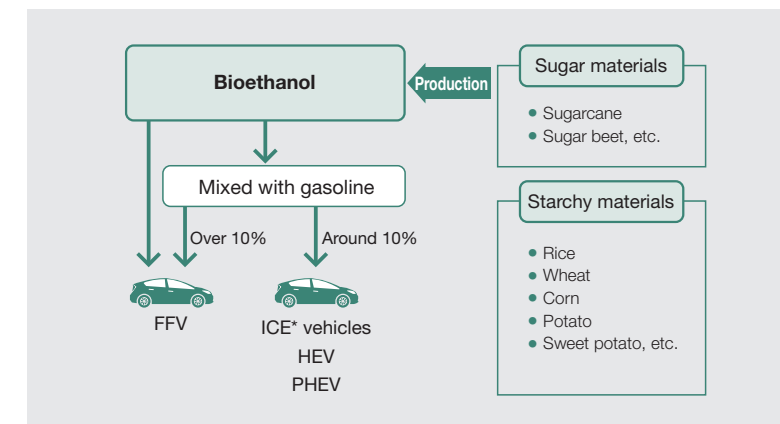 Bioethanol
Production
Sugar materials
Sugarcane
Sugar beet, etc.
Mixed with gasoline
Over 10%
Around 10%
FFV
ICE* vehicles
HEV
PHEV
Starchy materials
Rice
Wheat
Corn
Potato
Sweet potato, etc.